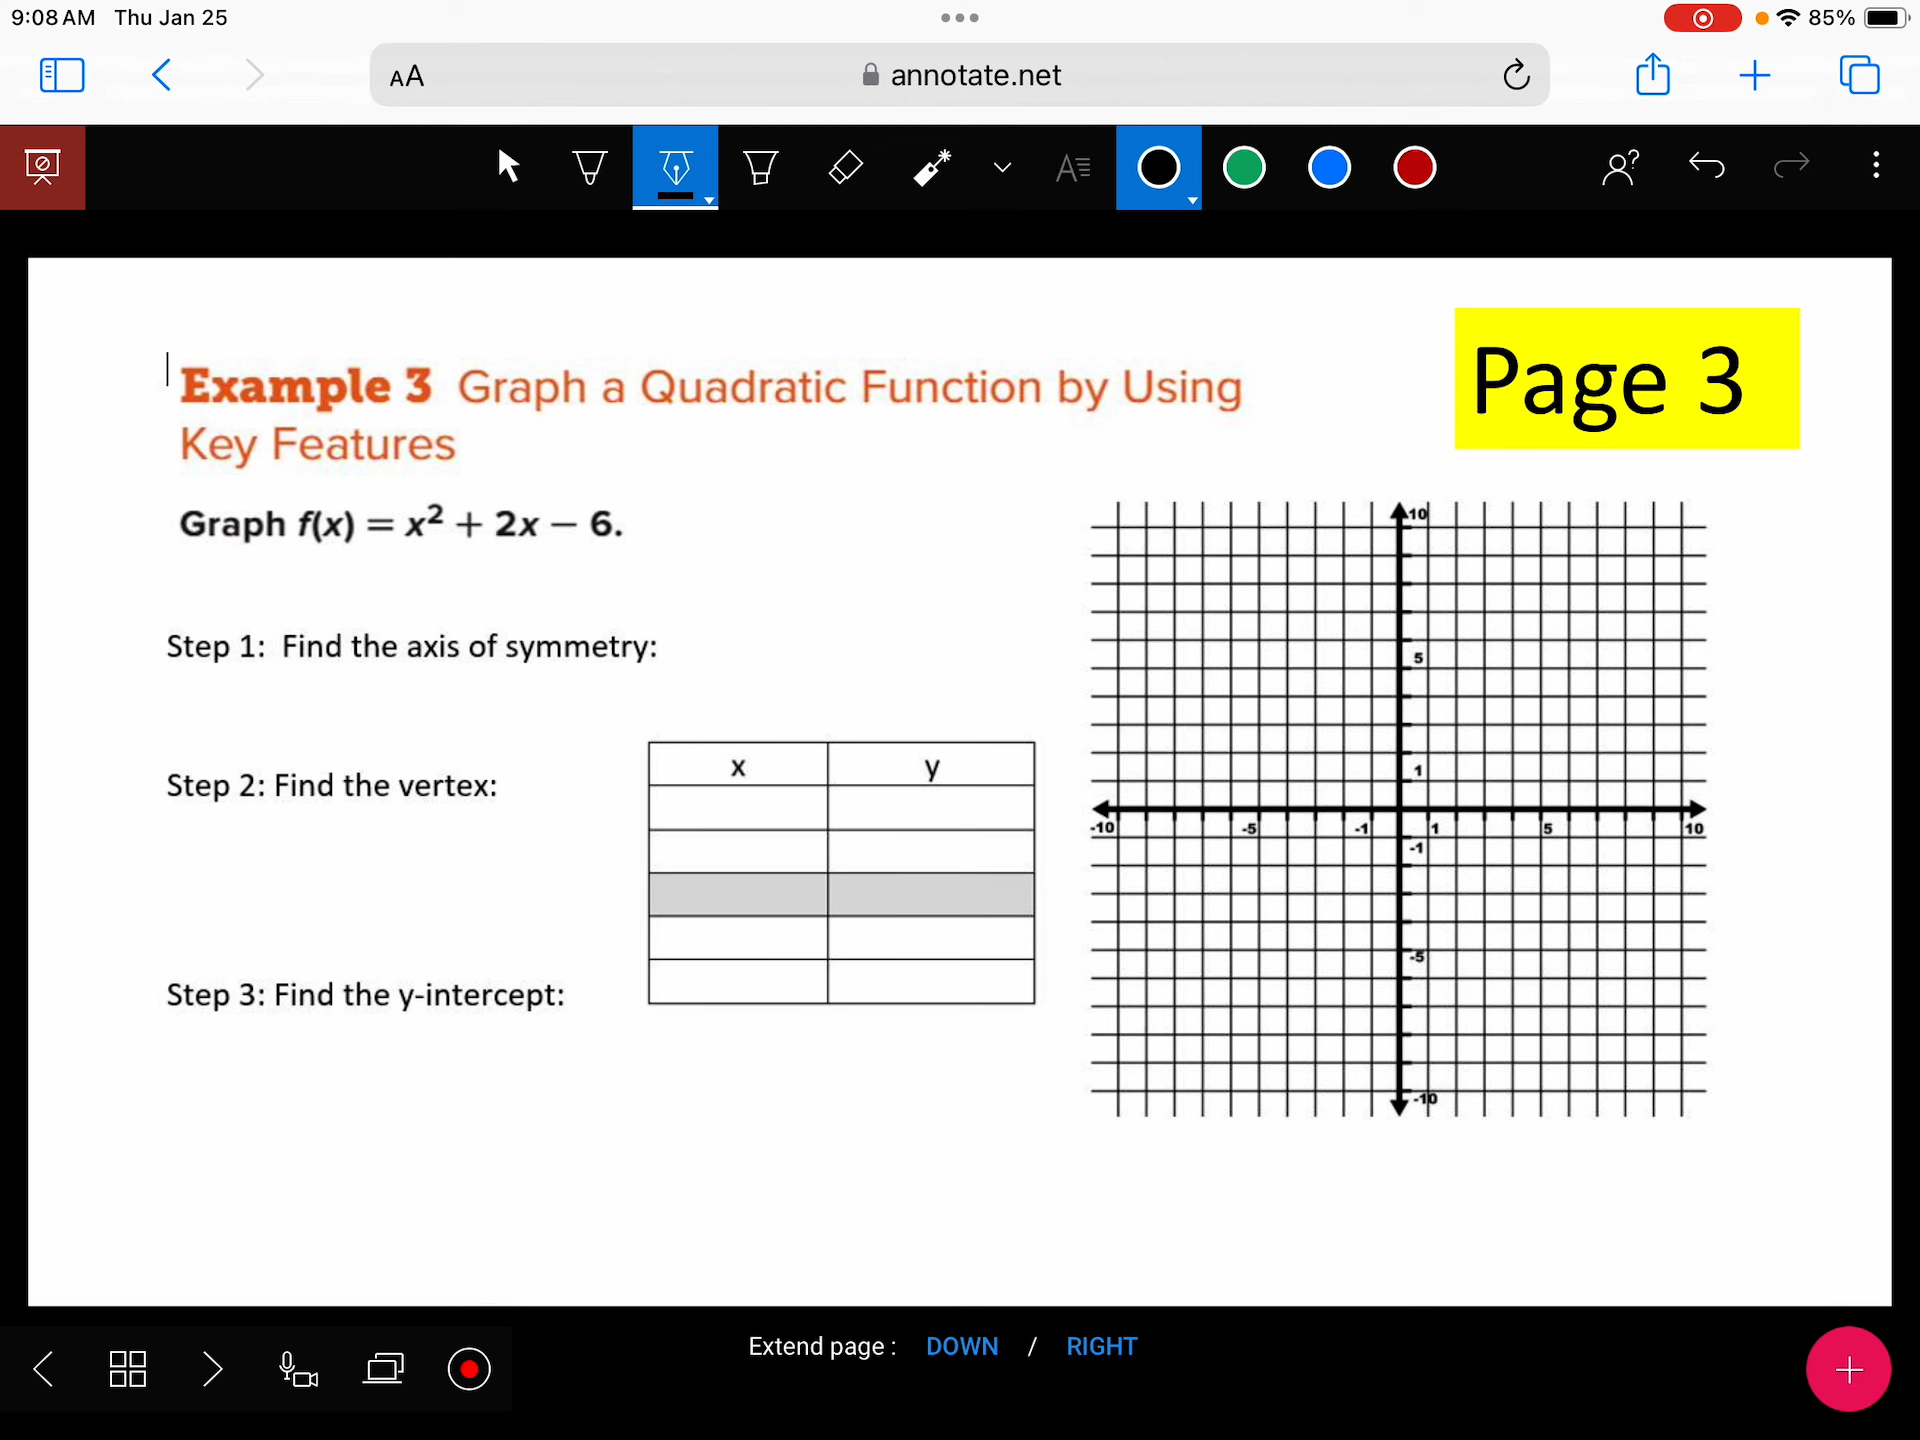 9:08 AM Thu Jan 25
85%
AA
annotate.net
Page 3
Example 3 Graph a Quadratic Function by Using
Key Features
Graph f(x) = x² + 2x − 6.
Step 1: Find the axis of symmetry:
Step 2: Find the vertex:
x y
Step 3: Find the y-intercept:
10
5
1
-10 -5 -1 1 5 10
-1
-5
-10
Extend page : DOWN / RIGHT